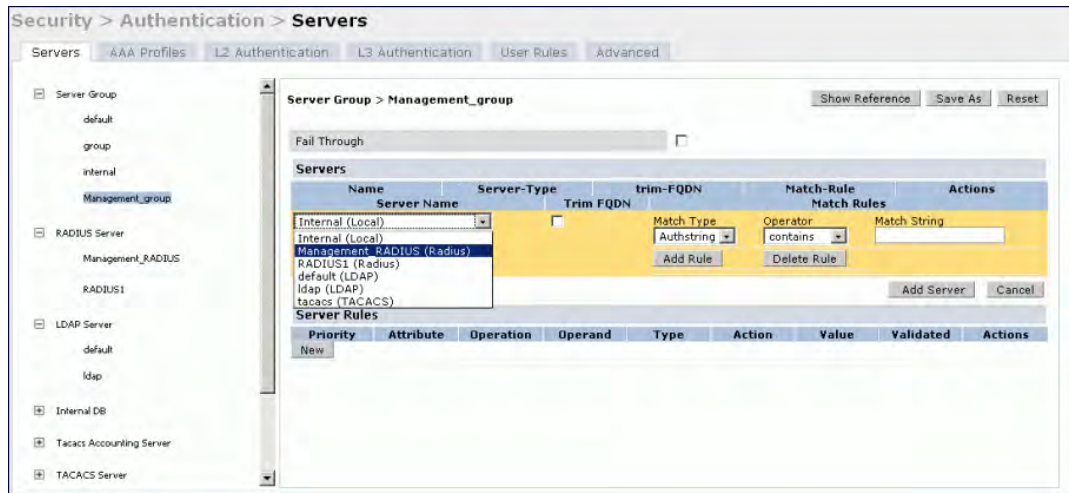 Security > Authentication > Servers
Servers AAA Profiles L2 Authentication L3 Authentication User Rules Advanced
Server Group
default
group
internal
Management_group
RADIUS Server
Management_RADIUS
RADIUS1
LDAP Server
default
ldap
Internal DB
Tacacs Accounting Server
TACACS Server
Server Group > Management_group
Show Reference Save As Reset
Fail Through
Servers
Name Server-Type trim-FQDN Match-Rule Actions
Server Name Trim FQDN Match Rules
Internal (Local)
Match Type Operator Match String
Authstring contains
Add Rule Delete Rule
Internal (Local)
Management_RADIUS (Radius)
RADIUS1 (Radius)
default (LDAP)
ldap (LDAP)
tacacs (TACACS)
Add Server Cancel
Server Rules
Priority Attribute Operation Operand Type Action Value Validated Actions
New